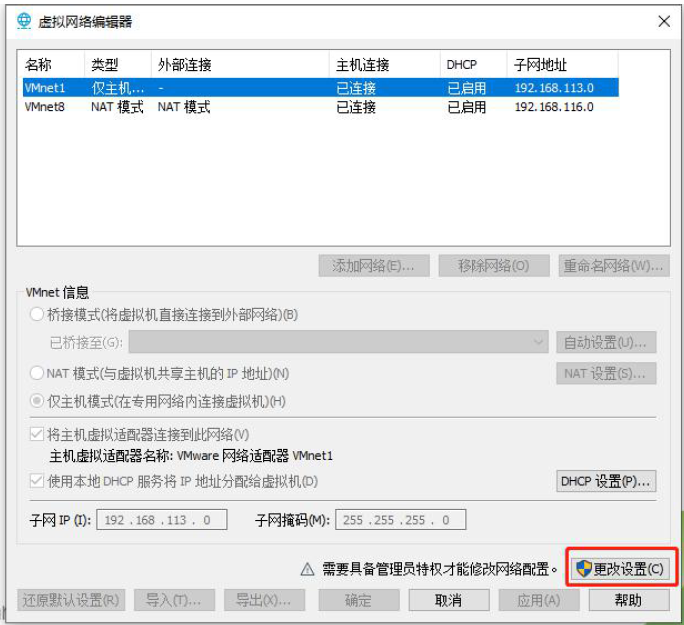 虚拟网络编辑器
名称 类型 外部连接 主机连接 DHCP 子网地址
VMnet1 仅主机... - 已连接 已启用 192.168.113.0
VMnet8 NAT 模式 NAT 模式 已连接 已启用 192.168.116.0
添加网络(E)... 移除网络(O) 重命名网络(W)...
VMnet 信息
桥接模式(将虚拟机直接连接到外部网络)(B)
已桥接至(G): 自动设置(U)...
NAT 模式(与虚拟机共享主机的 IP 地址)(N) NAT 设置(S)...
仅主机模式(在专用网络内连接虚拟机)(H)
将主机虚拟适配器连接到此网络(V)
主机虚拟适配器名称: VMware 网络适配器 VMnet1
使用本地 DHCP 服务将 IP 地址分配给虚拟机(D) DHCP 设置(P)...
子网 IP (I): 192 . 168 . 113 . 0 子网掩码(M): 255 . 255 . 255 . 0
需要具备管理员特权才能修改网络配置。 更改设置(C)
还原默认设置(R) 导入(T)... 导出(X)... 确定 取消 应用(A) 帮助